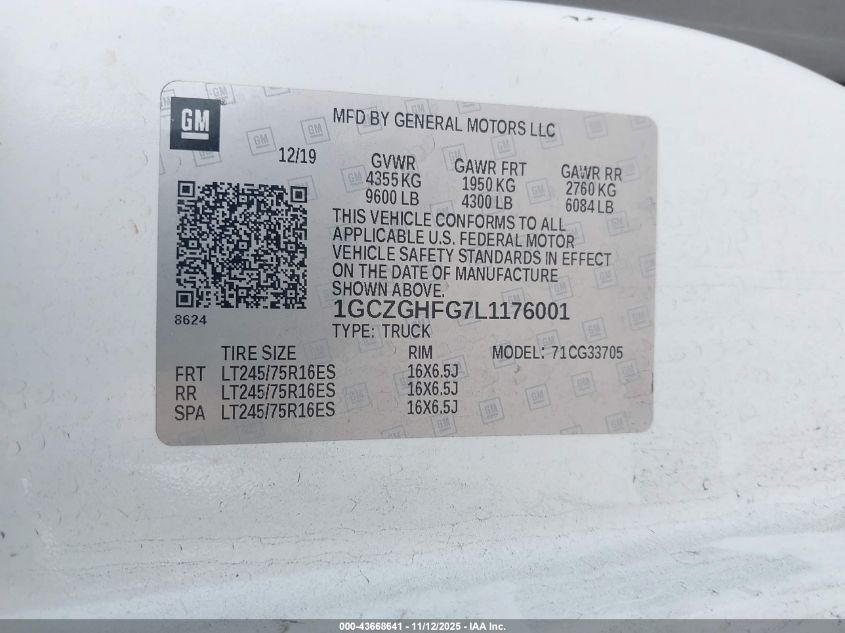 GM
MFD BY GENERAL MOTORS LLC
12/19
GVWR GAWR FRT GAWR RR
4355 KG 1950 KG 2760 KG
9600 LB 4300 LB 6084 LB
THIS VEHICLE CONFORMS TO ALL
APPLICABLE U.S. FEDERAL MOTOR
VEHICLE SAFETY STANDARDS IN EFFECT
ON THE DATE OF MANUFACTURE
SHOWN ABOVE.
8624
1GCZGHFG7L1176001
TYPE: TRUCK
TIRE SIZE RIM MODEL: 71CG33705
FRT LT245/75R16ES 16X6.5J
RR LT245/75R16ES 16X6.5J
SPA LT245/75R16ES 16X6.5J
000-43668641 - 11/12/2025 - IAA Inc.